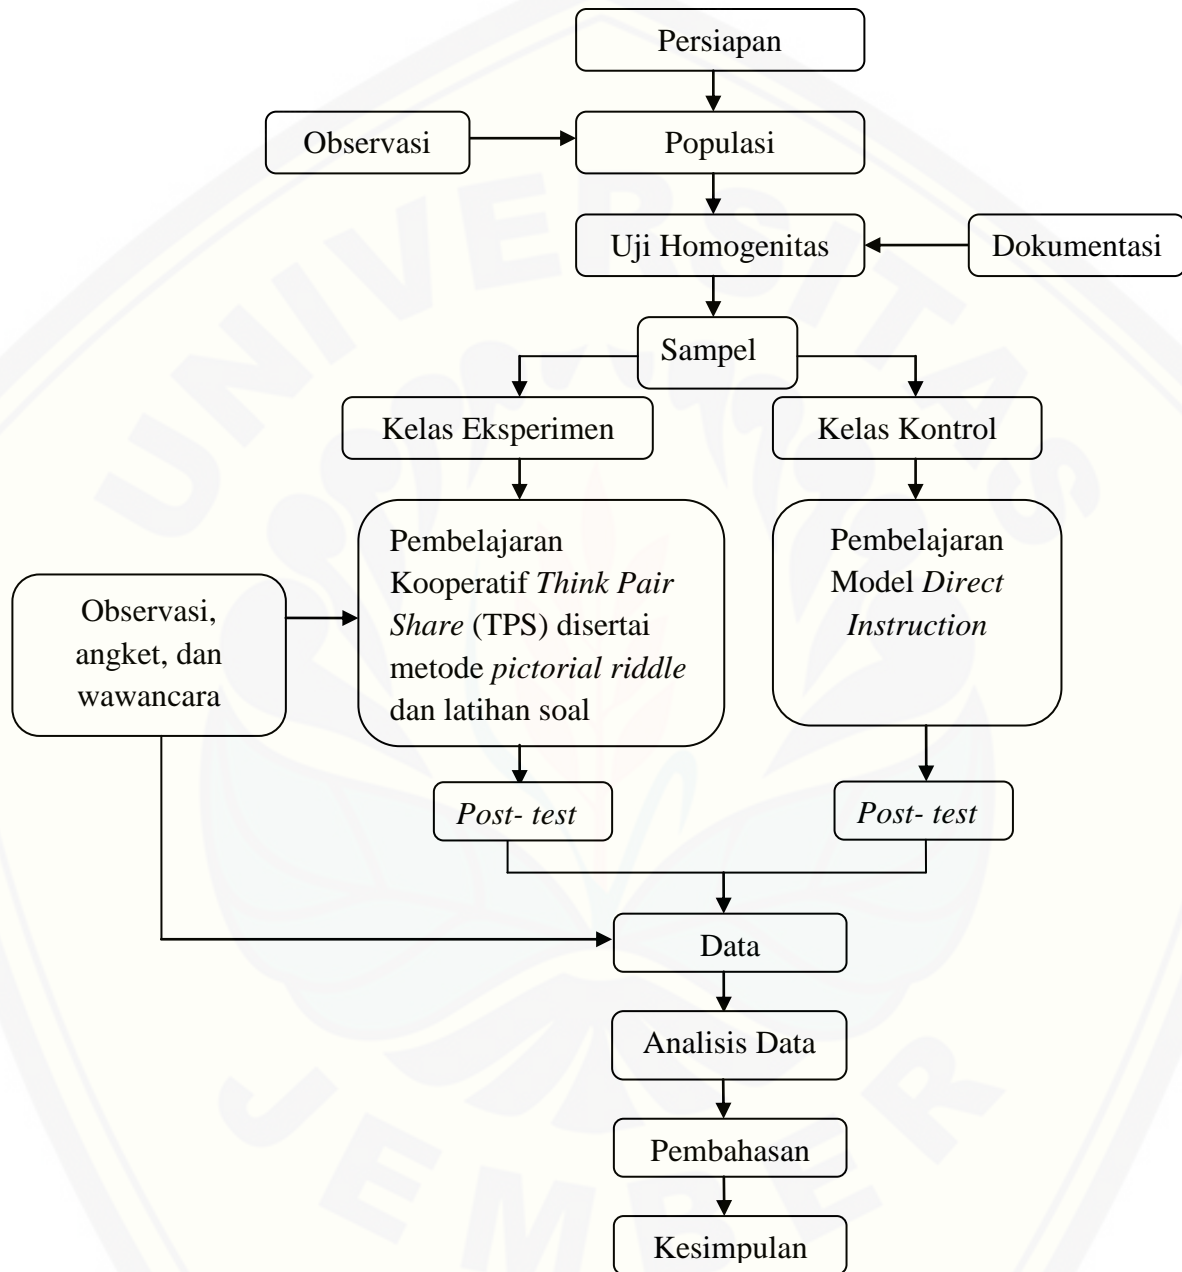 Persiapan
Observasi
Populasi
Uji Homogenitas
Dokumentasi
Sampel
Kelas Eksperimen
Kelas Kontrol
Pembelajaran
Kooperatif Think Pair
Share (TPS) disertai
metode pictorial riddle
dan latihan soal
Pembelajaran
Model Direct
Instruction
Observasi,
angket, dan
wawancara
Post- test
Post- test
Data
Analisis Data
Pembahasan
Kesimpulan
UNIVERSITAS
JEMBER